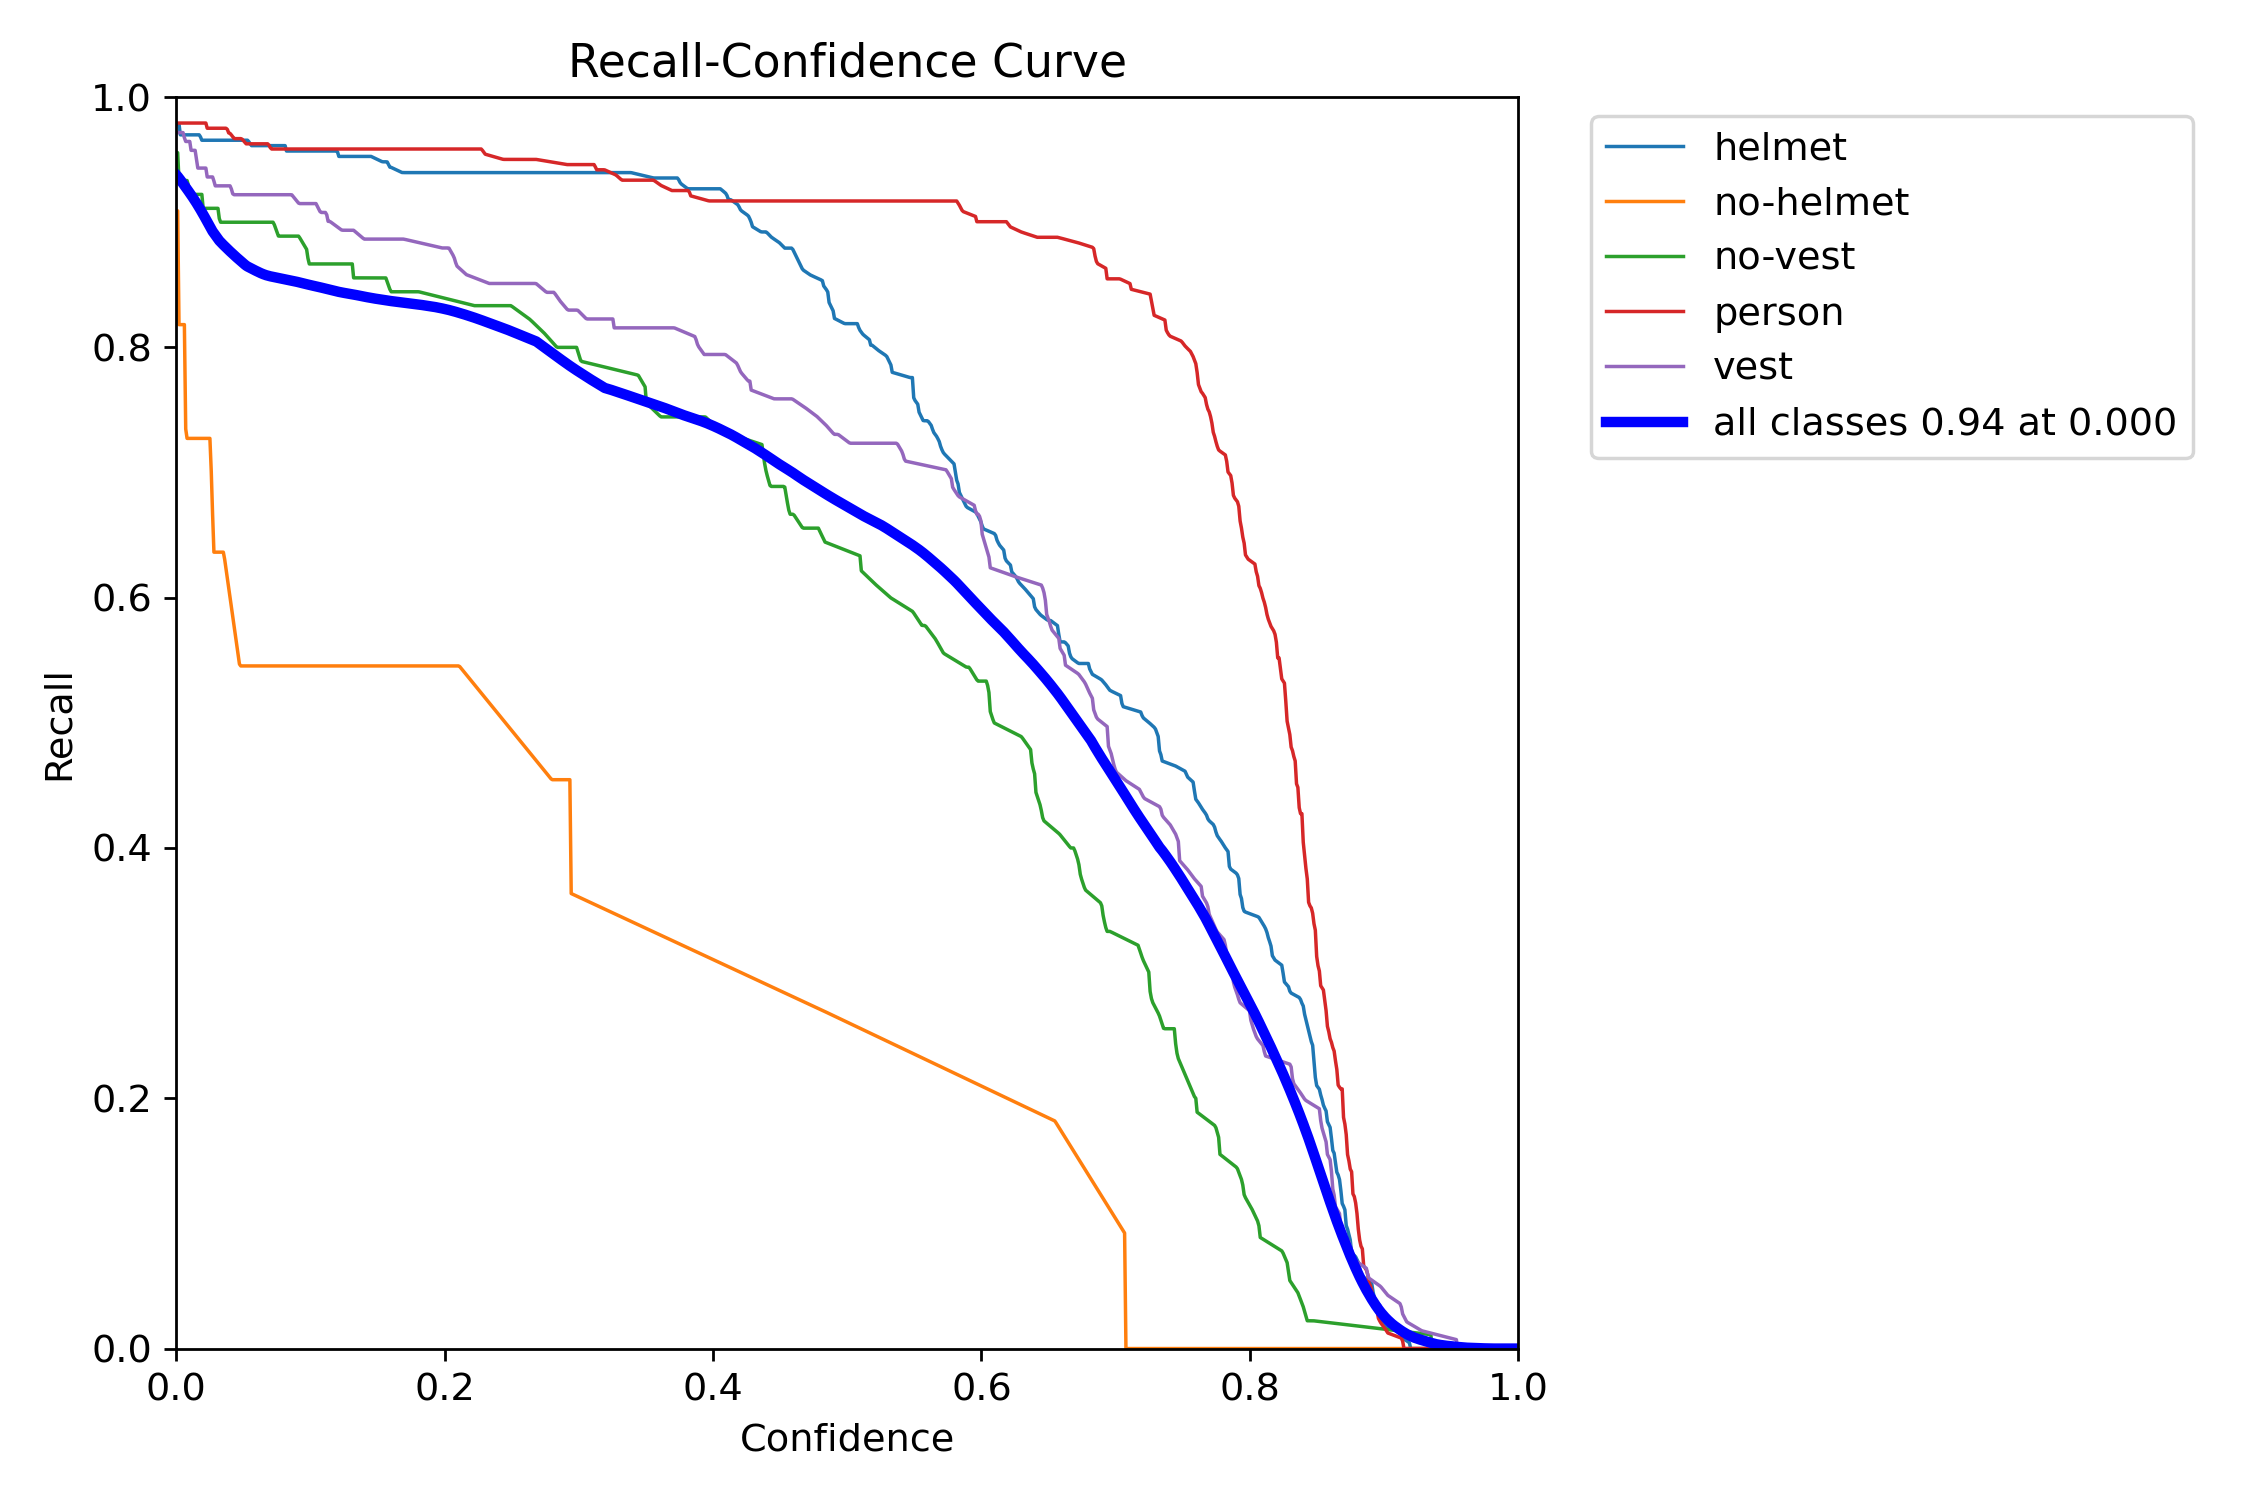 Recall-Confidence Curve
1.0
0.8
0.6
0.4
0.2
0.0
Recall
0.0 0.2 0.4 0.6 0.8 1.0
Confidence
helmet
no-helmet
no-vest
person
vest
all classes 0.94 at 0.000